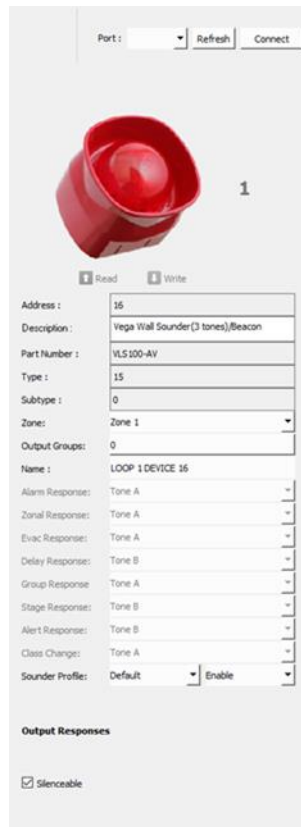 Port : Refresh Connect
1
Read Write
Address : 16
Description : Vega Wall Sounder(3 tones)/Beacon
Part Number : VLS100-AV
Type : 15
Subtype : 0
Zone: Zone 1
Output Groups: 0
Name : LOOP 1 DEVICE 16
Alarm Response: Tone A
Zonal Response: Tone A
Evac Response: Tone A
Delay Response: Tone B
Group Response Tone A
Stage Response: Tone B
Alert Response: Tone B
Class Change: Tone A
Sounder Profile: Default Enable
Output Responses
Silenceable